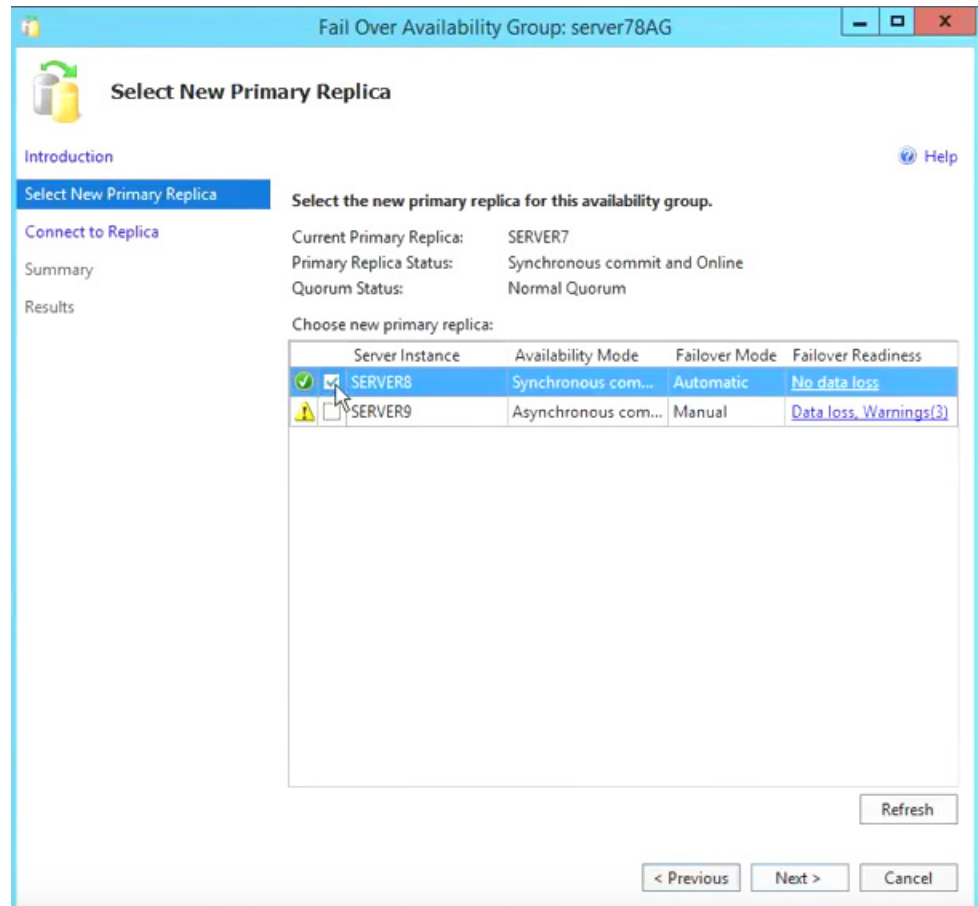 Fail Over Availability Group: server78AG
Select New Primary Replica
Introduction
Help
Select New Primary Replica
Connect to Replica
Summary
Results
Select the new primary replica for this availability group.
Current Primary Replica: SERVER7
Primary Replica Status: Synchronous commit and Online
Quorum Status: Normal Quorum
Choose new primary replica:
Server Instance Availability Mode Failover Mode Failover Readiness
SERVER8 Synchronous com... Automatic No data loss
SERVER9 Asynchronous com... Manual Data loss, Warnings(3)
Refresh
< Previous Next > Cancel